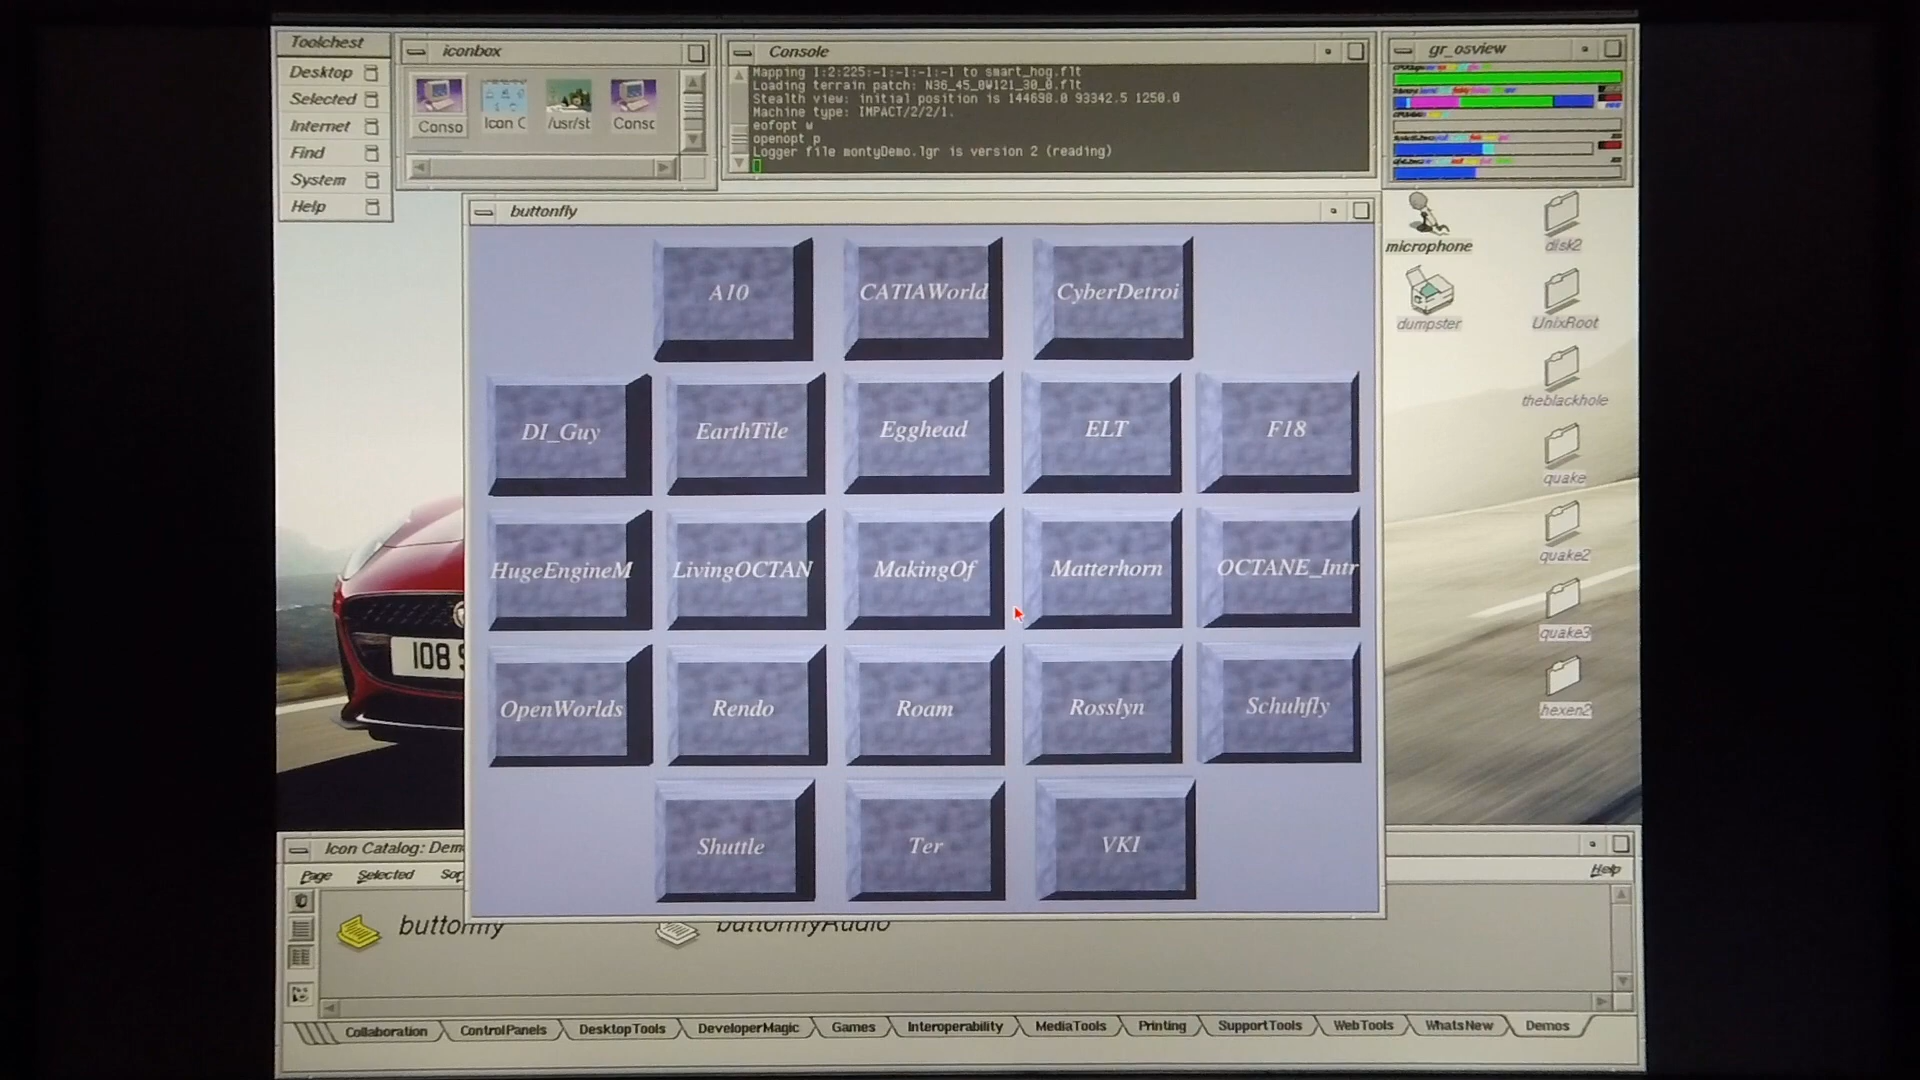 Toolchest
Desktop
Selected
Internet
Find
System
Help
iconbox
Conso
Icon C
/usr/st
Consc
Console
Mapping 1:2:225:-1:-1:-1:-1 to smart_hog.flt
Loading terrain patch: N36_45_0W121_30_0.flt
Stealth view: initial position is 144698.0 93342.5 1250.0
Machine type: IMPACT/2/2/1.
eofopt w
openopt p
Logger file montyDemo.lgr is version 2 (reading)
gr_osview
microphone
disk2
dumpster
UnixRoot
theblackhole
quake
quake2
quake3
hexen2
buttonfly
A10
CATIAWorld
CyberDetroi
DI_Guy
EarthTile
Egghead
ELT
F18
HugeEngineM
LivingOCTAN
MakingOf
Matterhorn
OCTANE_Intr
OpenWorlds
Rendo
Roam
Rosslyn
Schuhfly
Shuttle
Ter
VKI
108 S
Icon Catalog: Dem
Page
Selected
Sor
Help
buttonfly
buttonflyAudio
Collaboration
ControlPanels
DesktopTools
DeveloperMagic
Games
Interoperability
MediaTools
Printing
SupportTools
WebTools
WhatsNew
Demos